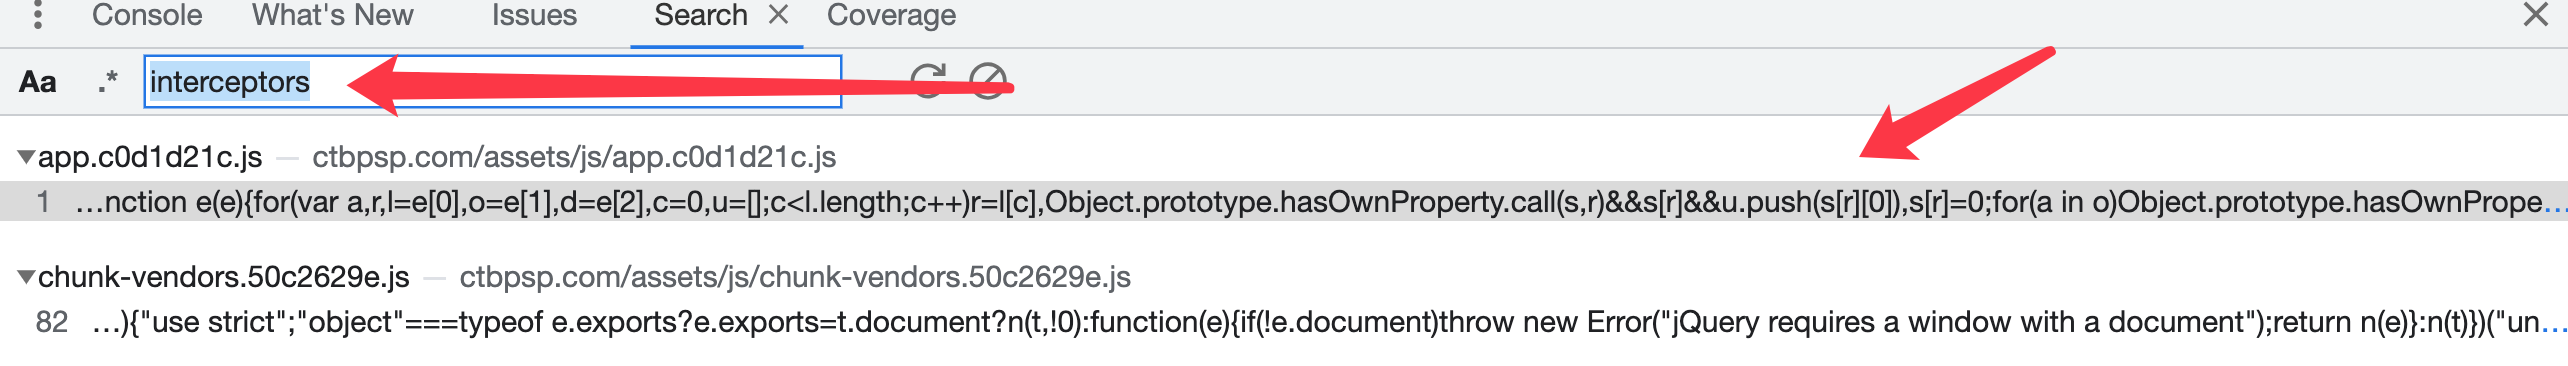 Console What's New Issues Search Coverage
Aa .* interceptors
app.c0d1d21c.js — ctbpsp.com/assets/js/app.c0d1d21c.js
1 …nction e(e){for(var a,r,l=e[0],o=e[1],d=e[2],c=0,u=[];c<l.length;c++)r=l[c],Object.prototype.hasOwnProperty.call(s,r)&&s[r]&&u.push(s[r][0]),s[r]=0;for(a in o)Object.prototype.hasOwnPrope…
chunk-vendors.50c2629e.js — ctbpsp.com/assets/js/chunk-vendors.50c2629e.js
82 …){"use strict";"object"===typeof e.exports?e.exports=t.document?n(t,!0):function(e){if(!e.document)throw new Error("jQuery requires a window with a document");return n(e)}:n(t)})("un…